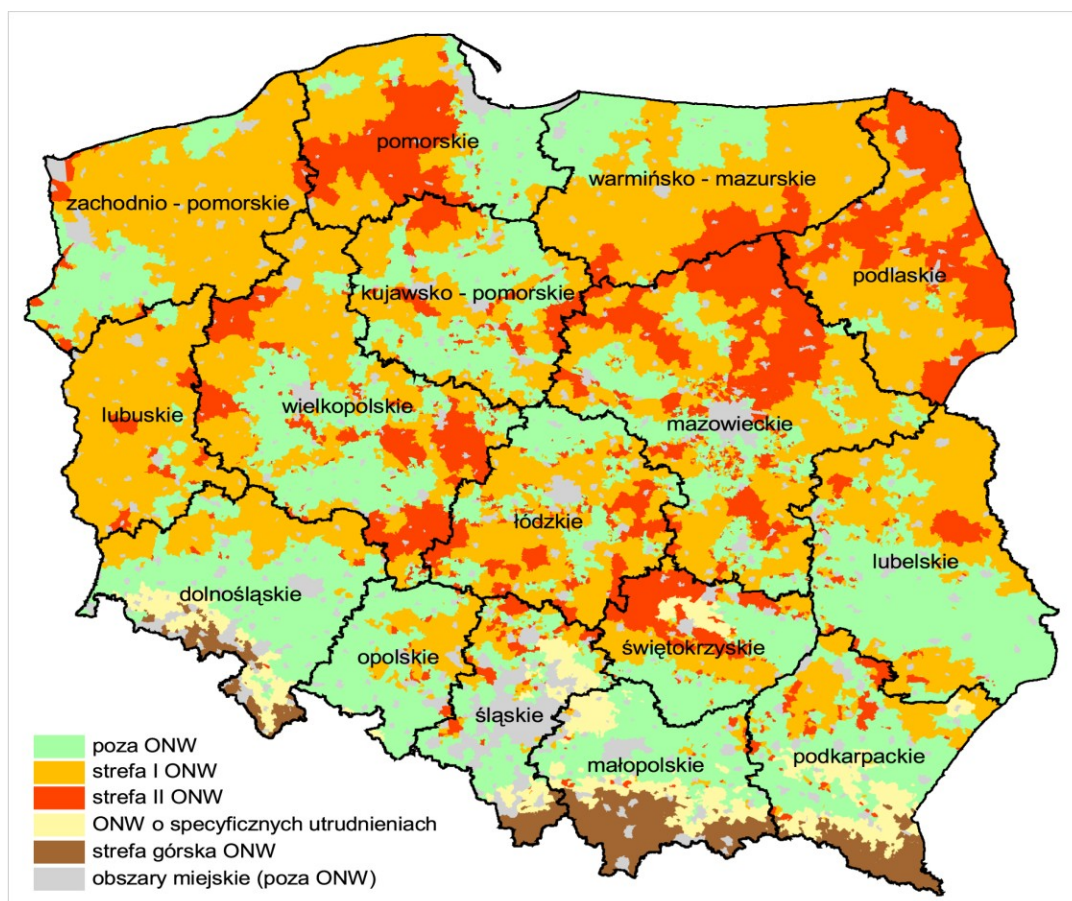 pomorskie
warmińsko - mazurskie
zachodnio - pomorskie
podlaskie
kujawsko - pomorskie
lubuskie
wielkopolskie
mazowieckie
łódzkie
lubelskie
dolnośląskie
opolskie
świętokrzyskie
śląskie
małopolskie
podkarpackie
poza ONW
strefa I ONW
strefa II ONW
ONW o specyficznych utrudnieniach
strefa górska ONW
obszary miejskie (poza ONW)